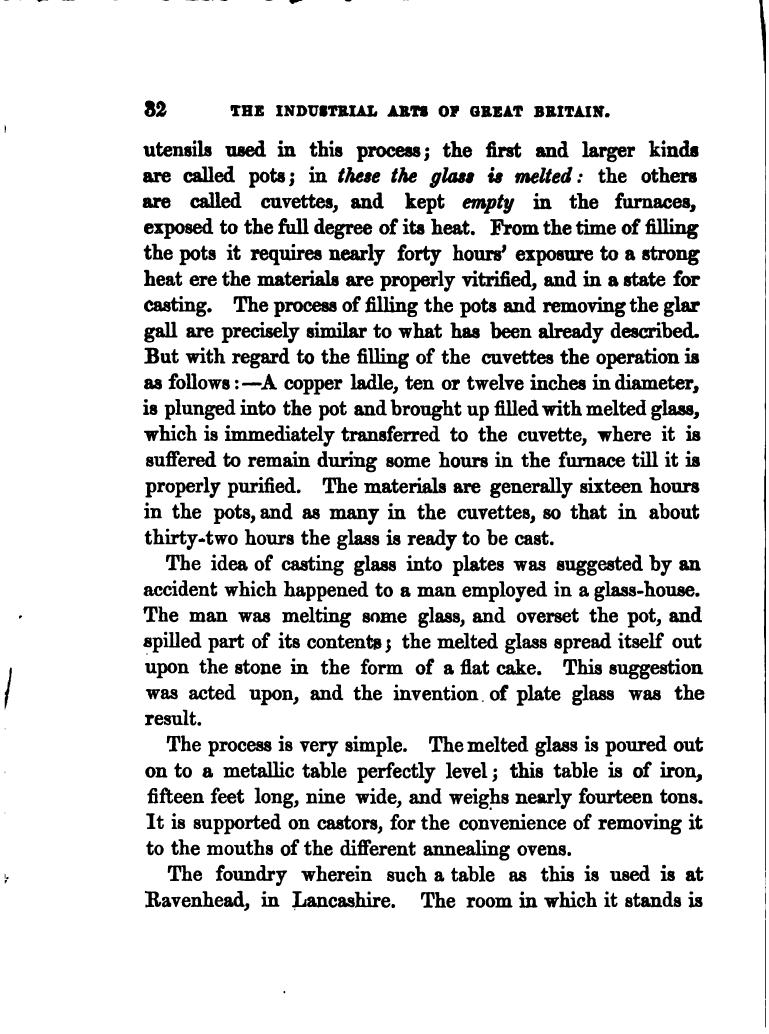 32 THE INDUSTRIAL ARTS OF GREAT BRITAIN.
utensils used in this process; the first and larger kinds
are called pots; in these the glass is melted: the others
are called cuvettes, and kept empty in the furnaces,
exposed to the full degree of its heat. From the time of filling
the pots it requires nearly forty hours' exposure to a strong
heat ere the materials are properly vitrified, and in a state for
casting. The process of filling the pots and removing the glar
gall are precisely similar to what has been already described.
But with regard to the filling of the cuvettes the operation is
as follows:—A copper ladle, ten or twelve inches in diameter,
is plunged into the pot and brought up filled with melted glass,
which is immediately transferred to the cuvette, where it is
suffered to remain during some hours in the furnace till it is
properly purified. The materials are generally sixteen hours
in the pots, and as many in the cuvettes, so that in about
thirty-two hours the glass is ready to be cast.
The idea of casting glass into plates was suggested by an
accident which happened to a man employed in a glass-house.
The man was melting some glass, and overset the pot, and
spilled part of its contents; the melted glass spread itself out
upon the stone in the form of a flat cake. This suggestion
was acted upon, and the invention of plate glass was the
result.
The process is very simple. The melted glass is poured out
on to a metallic table perfectly level; this table is of iron,
fifteen feet long, nine wide, and weighs nearly fourteen tons.
It is supported on castors, for the convenience of removing it
to the mouths of the different annealing ovens.
The foundry wherein such a table as this is used is at
Ravenhead, in Lancashire. The room in which it stands is